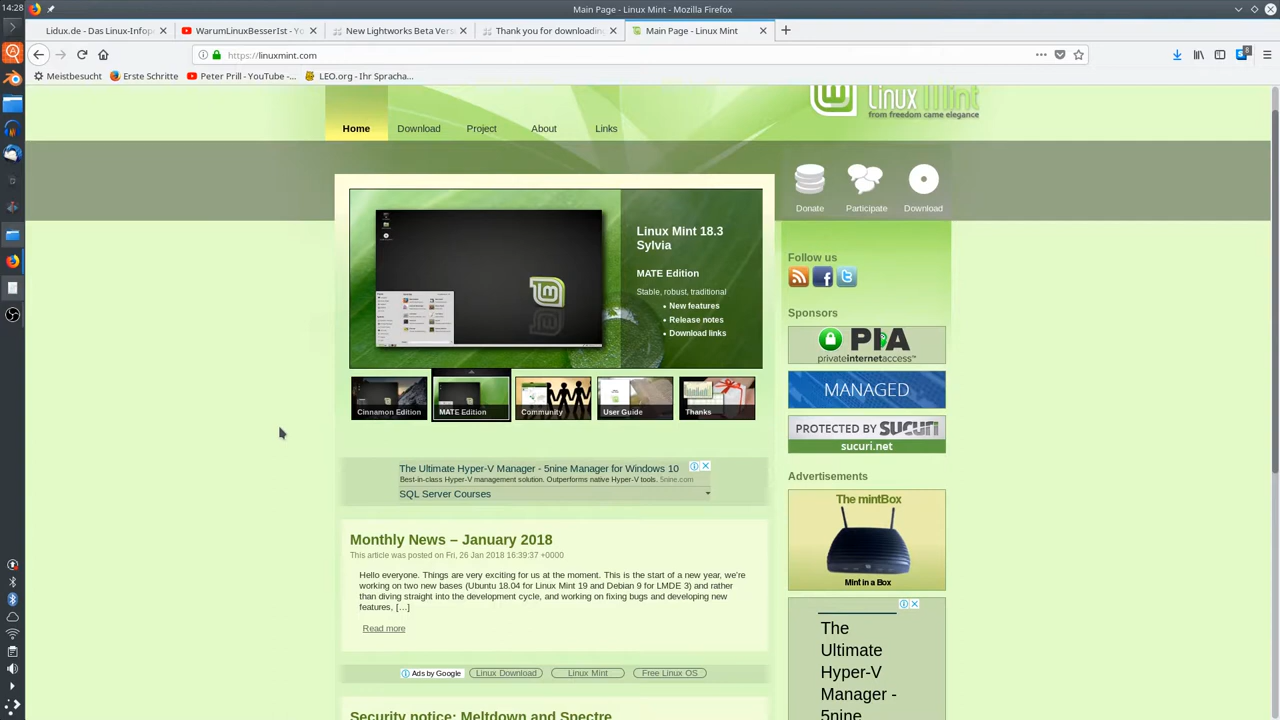 14:28
Main Page - Linux Mint - Mozilla Firefox
Lidux.de - Das Linux-Infopo
WarumLinuxBesserIst - Yo
New Lightworks Beta Vers
Thank you for downloading
Main Page - Linux Mint
https://linuxmint.com
8
Meistbesucht
Erste Schritte
Peter Prill - YouTube -...
LEO.org - Ihr Spracha...
Linux Mint
from freedom came elegance
Home
Download
Project
About
Links
Donate
Participate
Download
Linux Mint 18.3
Sylvia
MATE Edition
Stable, robust, traditional
New features
Release notes
Download links
Cinnamon Edition
MATE Edition
Community
User Guide
Thanks
Follow us
Sponsors
PIA
privateinternetaccess™
MANAGED
PROTECTED BY SUCURI
sucuri.net
The Ultimate Hyper-V Manager - 5nine Manager for Windows 10
Best-in-class Hyper-V management solution. Outperforms native Hyper-V tools. 5nine.com
SQL Server Courses
Advertisements
The mintBox
Mint in a Box
Monthly News – January 2018
This article was posted on Fri, 26 Jan 2018 16:39:37 +0000
Hello everyone. Things are very exciting for us at the moment. This is the start of a new year, we're
working on two new bases (Ubuntu 18.04 for Linux Mint 19 and Debian 9 for LMDE 3) and rather
than diving straight into the development cycle, and working on fixing bugs and developing new
features, […]
Read more
The
Ultimate
Hyper-V
Manager -
5nine
Ads by Google
Linux Download
Linux Mint
Free Linux OS
Security notice: Meltdown and Spectre